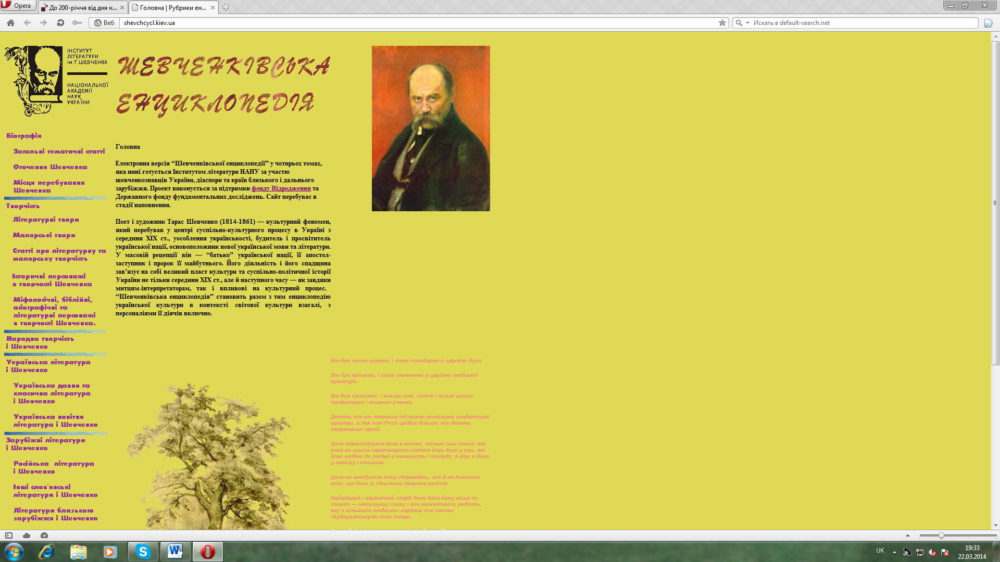 Opera
До 200-річчя від дня н...
Головна | Рубрики ен...
Веб
shevchcycl.kiev.ua
Искать в default-search.net
ІНСТИТУТ
ЛІТЕРАТУРИ
ім.Т.ШЕВЧЕНКА
НАЦІОНАЛЬНОЇ
АКАДЕМІЇ
НАУК
УКРАЇНИ
ШЕВЧЕНКІВСЬКА
ЕНЦИКЛОПЕДІЯ
Біографія
Загальні тематичні статті
Оточення Шевченка
Місця перебування
Шевченка
Творчість
Літературні твори
Малярські твори
Статті про літературну та
малярську творчість
Історичні персонажі
в творчості Шевченка
Міфологічні, біблійні,
агіографічні та
літературні персонажі
в творчості Шевченка.
Народна творчість
і Шевченко
Українська література
і Шевченко
Українська давня та
класична література
і Шевченко
Українська новітня
література і Шевченко
Зарубіжні літератури
і Шевченко
Російська література
і Шевченко
Інші слов'янські
літератури і Шевченко
Літератури близького
зарубіжжя і Шевченко
Головна
Електронна версія “Шевченківської енциклопедії” у чотирьох томах,
яка нині готується Інститутом літератури НАНУ за участю
шевченкознавців України, діаспори та країн близького і дальнього
зарубіжжя. Проект виконується за підтримки фонду Відродження та
Державного фонду фундаментальних досліджень. Сайт перебуває в
стадії наповнення.
Поет і художник Тарас Шевченко (1814-1861) — культурний феномен,
який перебував у центрі суспільно-культурного процесу в Україні з
середини XIX ст., уособлення українськості, будитель і просвітитель
української нації, основоположник нової української мови та літератури.
У масовій рецепції він — “батько” української нації, її апостол-
заступник і пророк її майбутнього. Його діяльність і його спадщина
зав’язує на собі великий пласт культури та суспільно-політичної історії
України не тільки середини XIX ст., але й наступного часу — як завдяки
митцям-інтерпретаторам, так і впливові на культурний процес.
“Шевченківська енциклопедія” становить разом з тим енциклопедію
української культури в контексті світової культури взагалі, з
персоналіями її діячів включно.
Він був сином мужика, і став володарем в царстві духа.
Він був кріпаком, і став велетнем у царстві людської
культури.
Він був самоуком, і вказав нові, світлі і вільні шляхи
професорам і книжним ученим.
Десять літ він томився під вагою російської солдатської
муштри, а для волі Росії зробив більше, ніж десять
переможних армій.
Доля переслідувала його в житті, скільки лиш могла, та
вона не зуміла перетворити золота його душі у ржу, ані
його любові до людей в ненависть і погорду, а віри в Бога
у зневіру і песимізм.
Доля не шкодувала йому страждань, але й не пожаліла
втіх, що били із здорового джерела життя.
Найкращий і найцінніший скарб доля дала йому лише по
смерті — невмирущу славу і все розквітаючу радість,
яку в мільйонів людських сердець все наново
збуджуватимуть його твори.
UK
19:33
22.03.2014